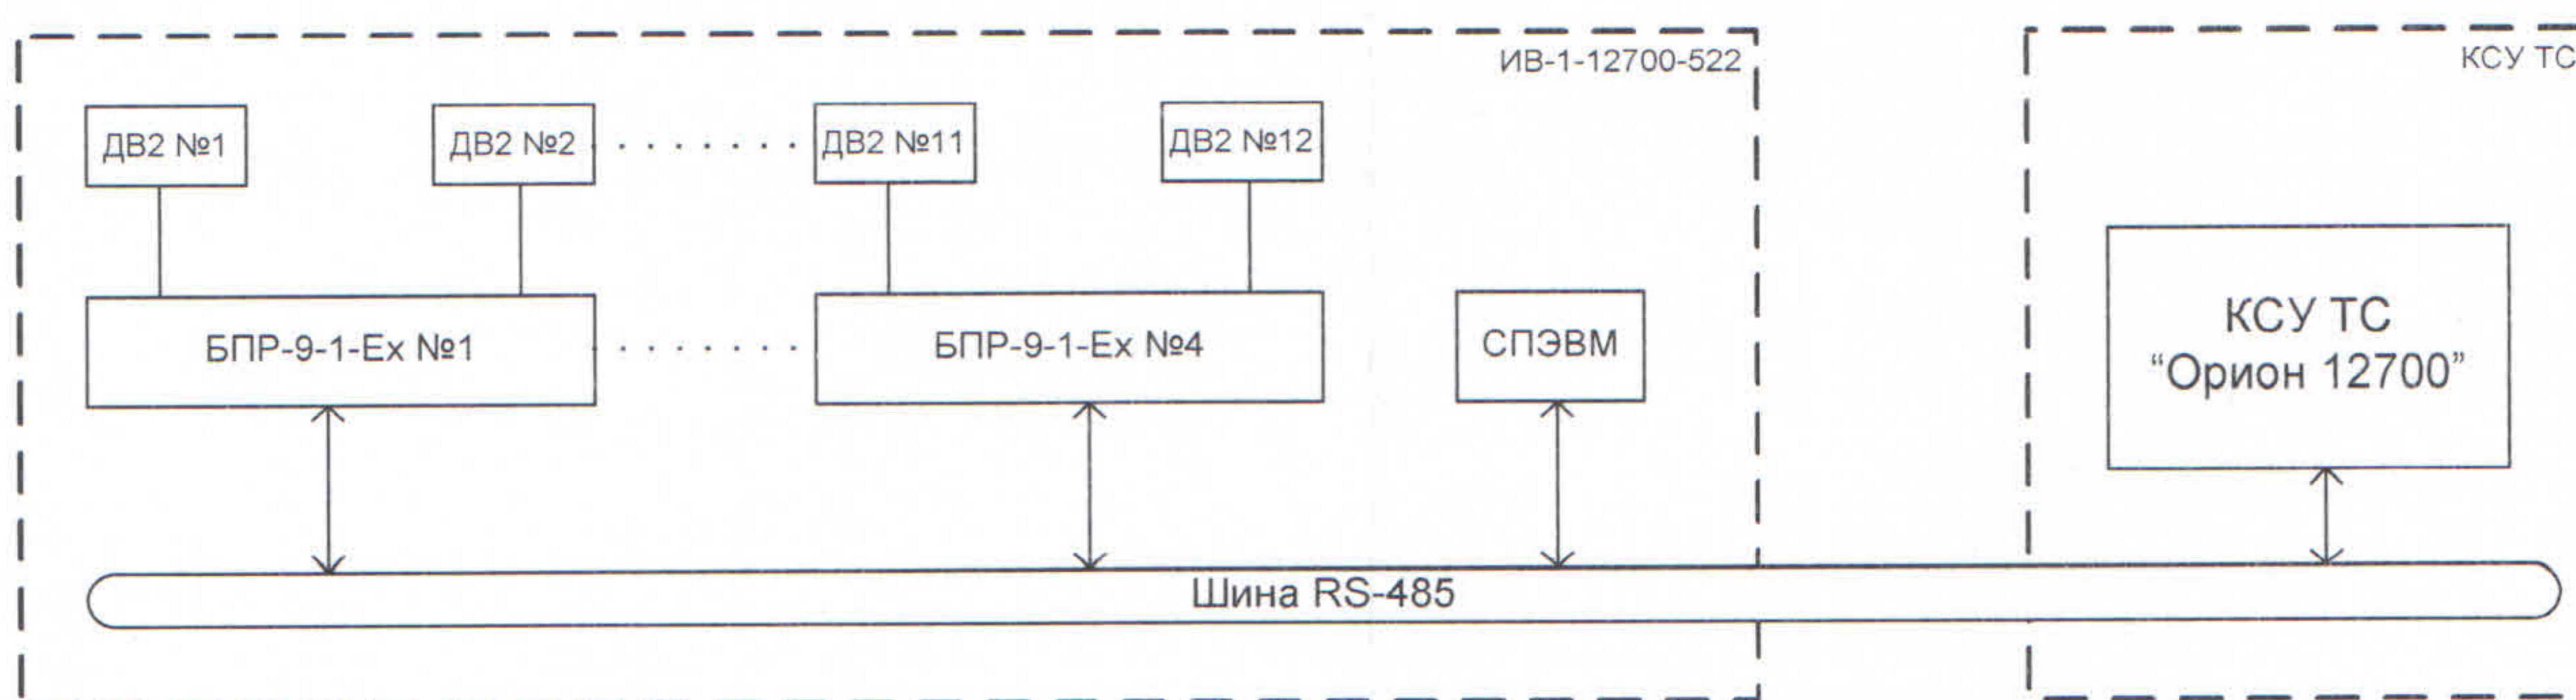 ИВ-1-12700-522
КСУ ТС
ДВ2 №1
ДВ2 №2
ДВ2 №11
ДВ2 №12
БПР-9-1-Ex №1
БПР-9-1-Ex №4
СПЭВМ
КСУ ТС
“Орион 12700”
Шина RS-485